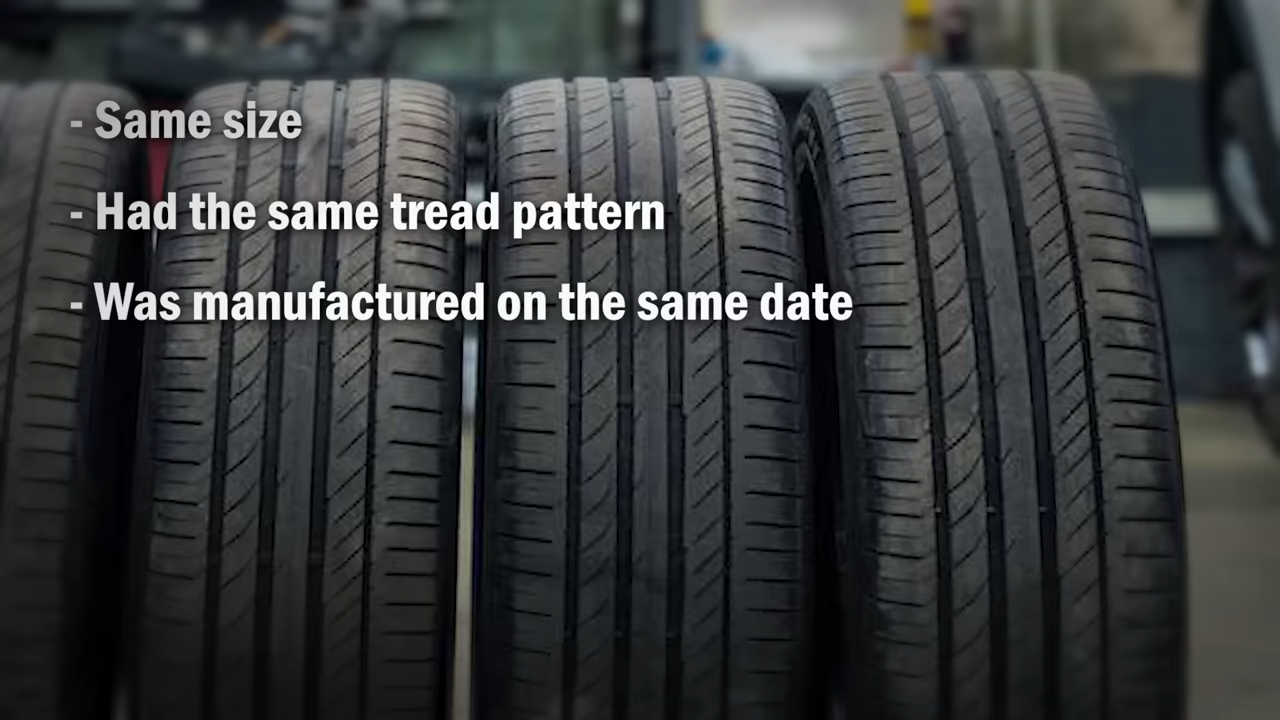 - Same size
- Had the same tread pattern
- Was manufactured on the same date